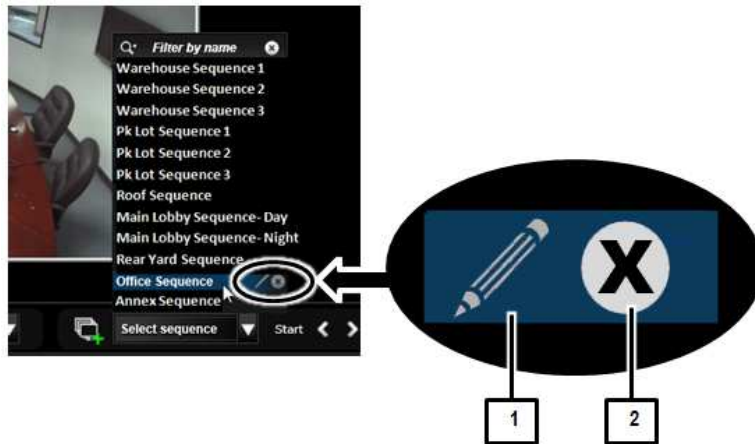 Filter by name
Warehouse Sequence 1
Warehouse Sequence 2
Warehouse Sequence 3
Pk Lot Sequence 1
Pk Lot Sequence 2
Pk Lot Sequence 3
Roof Sequence
Main Lobby Sequence- Day
Main Lobby Sequence- Night
Rear Yard Sequence
Office Sequence
Annex Sequence
Select sequence Start
X
1 2